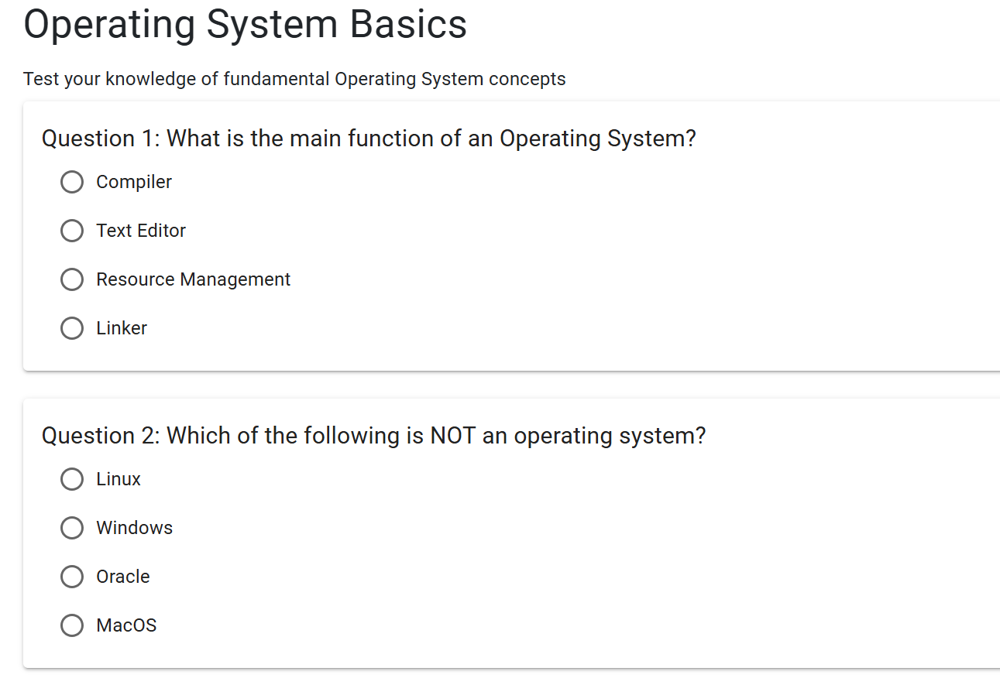 Operating System Basics
Test your knowledge of fundamental Operating System concepts
Question 1: What is the main function of an Operating System?
Compiler
Text Editor
Resource Management
Linker
Question 2: Which of the following is NOT an operating system?
Linux
Windows
Oracle
MacOS